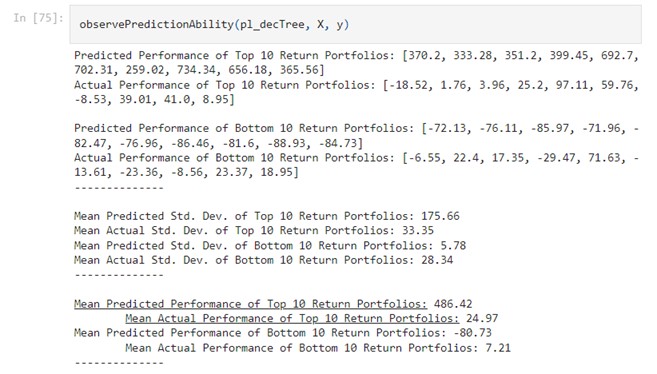 In [75]: observePredictionAbility(pl_decTree, X, y)
Predicted Performance of Top 10 Return Portfolios: [370.2, 333.28, 351.2, 399.45, 692.7,
702.31, 259.02, 734.34, 656.18, 365.56]
Actual Performance of Top 10 Return Portfolios: [-18.52, 1.76, 3.96, 25.2, 97.11, 59.76,
-8.53, 39.01, 41.0, 8.95]
Predicted Performance of Bottom 10 Return Portfolios: [-72.13, -76.11, -85.97, -71.96, -
82.47, -76.96, -86.46, -81.6, -88.93, -84.73]
Actual Performance of Bottom 10 Return Portfolios: [-6.55, 22.4, 17.35, -29.47, 71.63, -
13.61, -23.36, -8.56, 23.37, 18.95]
--------------
Mean Predicted Std. Dev. of Top 10 Return Portfolios: 175.66
Mean Actual Std. Dev. of Top 10 Return Portfolios: 33.35
Mean Predicted Std. Dev. of Bottom 10 Return Portfolios: 5.78
Mean Actual Std. Dev. of Bottom 10 Return Portfolios: 28.34
--------------
Mean Predicted Performance of Top 10 Return Portfolios: 486.42
Mean Actual Performance of Top 10 Return Portfolios: 24.97
Mean Predicted Performance of Bottom 10 Return Portfolios: -80.73
Mean Actual Performance of Bottom 10 Return Portfolios: 7.21
--------------